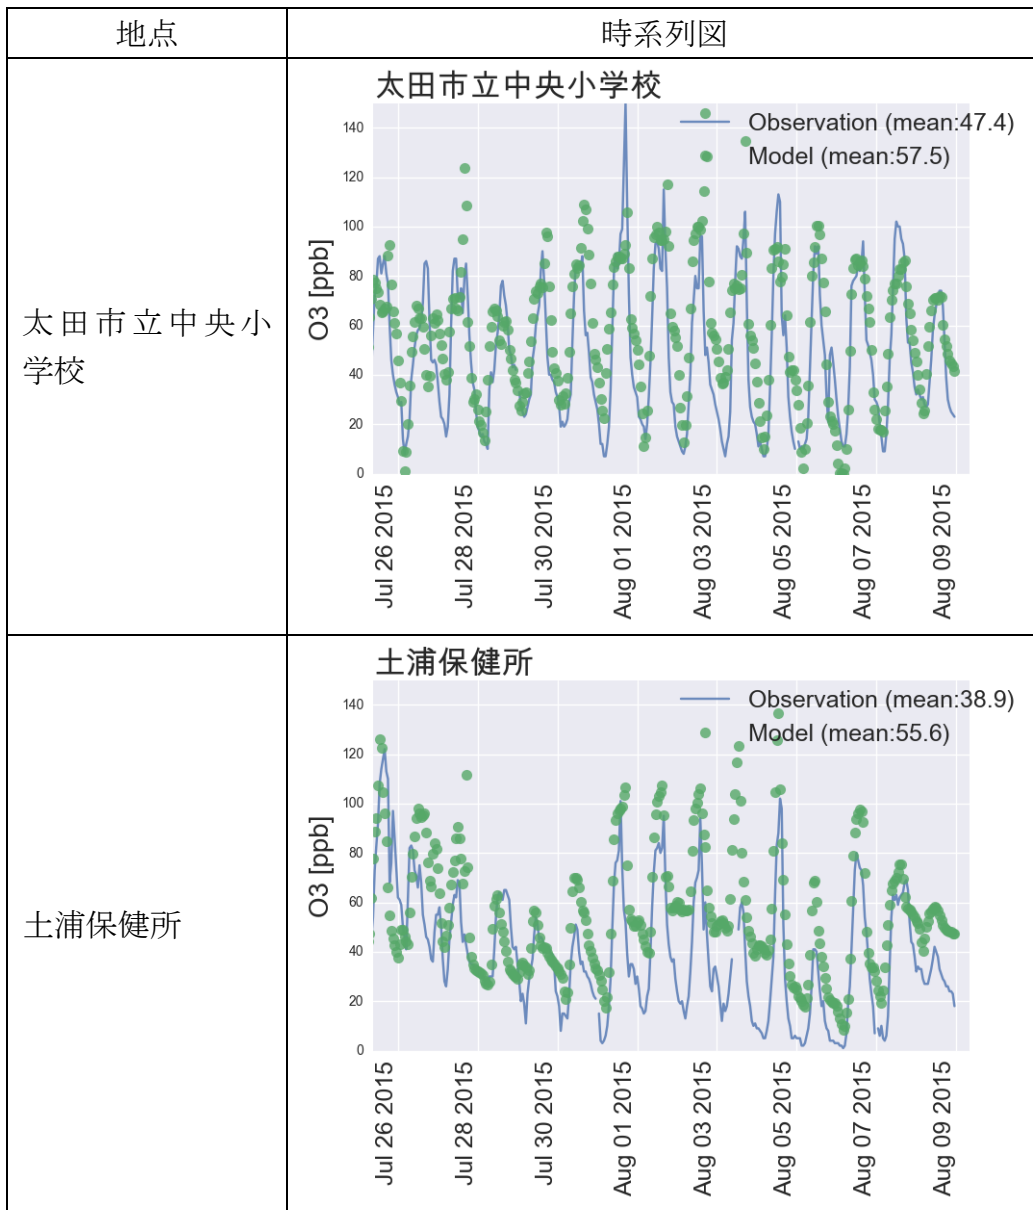 地点
時系列図
太田市立中央小
学校
太田市立中央小学校
Observation (mean:47.4)
Model (mean:57.5)
O3 [ppb]
140
120
100
80
60
40
20
0
Jul 26 2015
Jul 28 2015
Jul 30 2015
Aug 01 2015
Aug 03 2015
Aug 05 2015
Aug 07 2015
Aug 09 2015
土浦保健所
土浦保健所
Observation (mean:38.9)
Model (mean:55.6)
O3 [ppb]
140
120
100
80
60
40
20
0
Jul 26 2015
Jul 28 2015
Jul 30 2015
Aug 01 2015
Aug 03 2015
Aug 05 2015
Aug 07 2015
Aug 09 2015